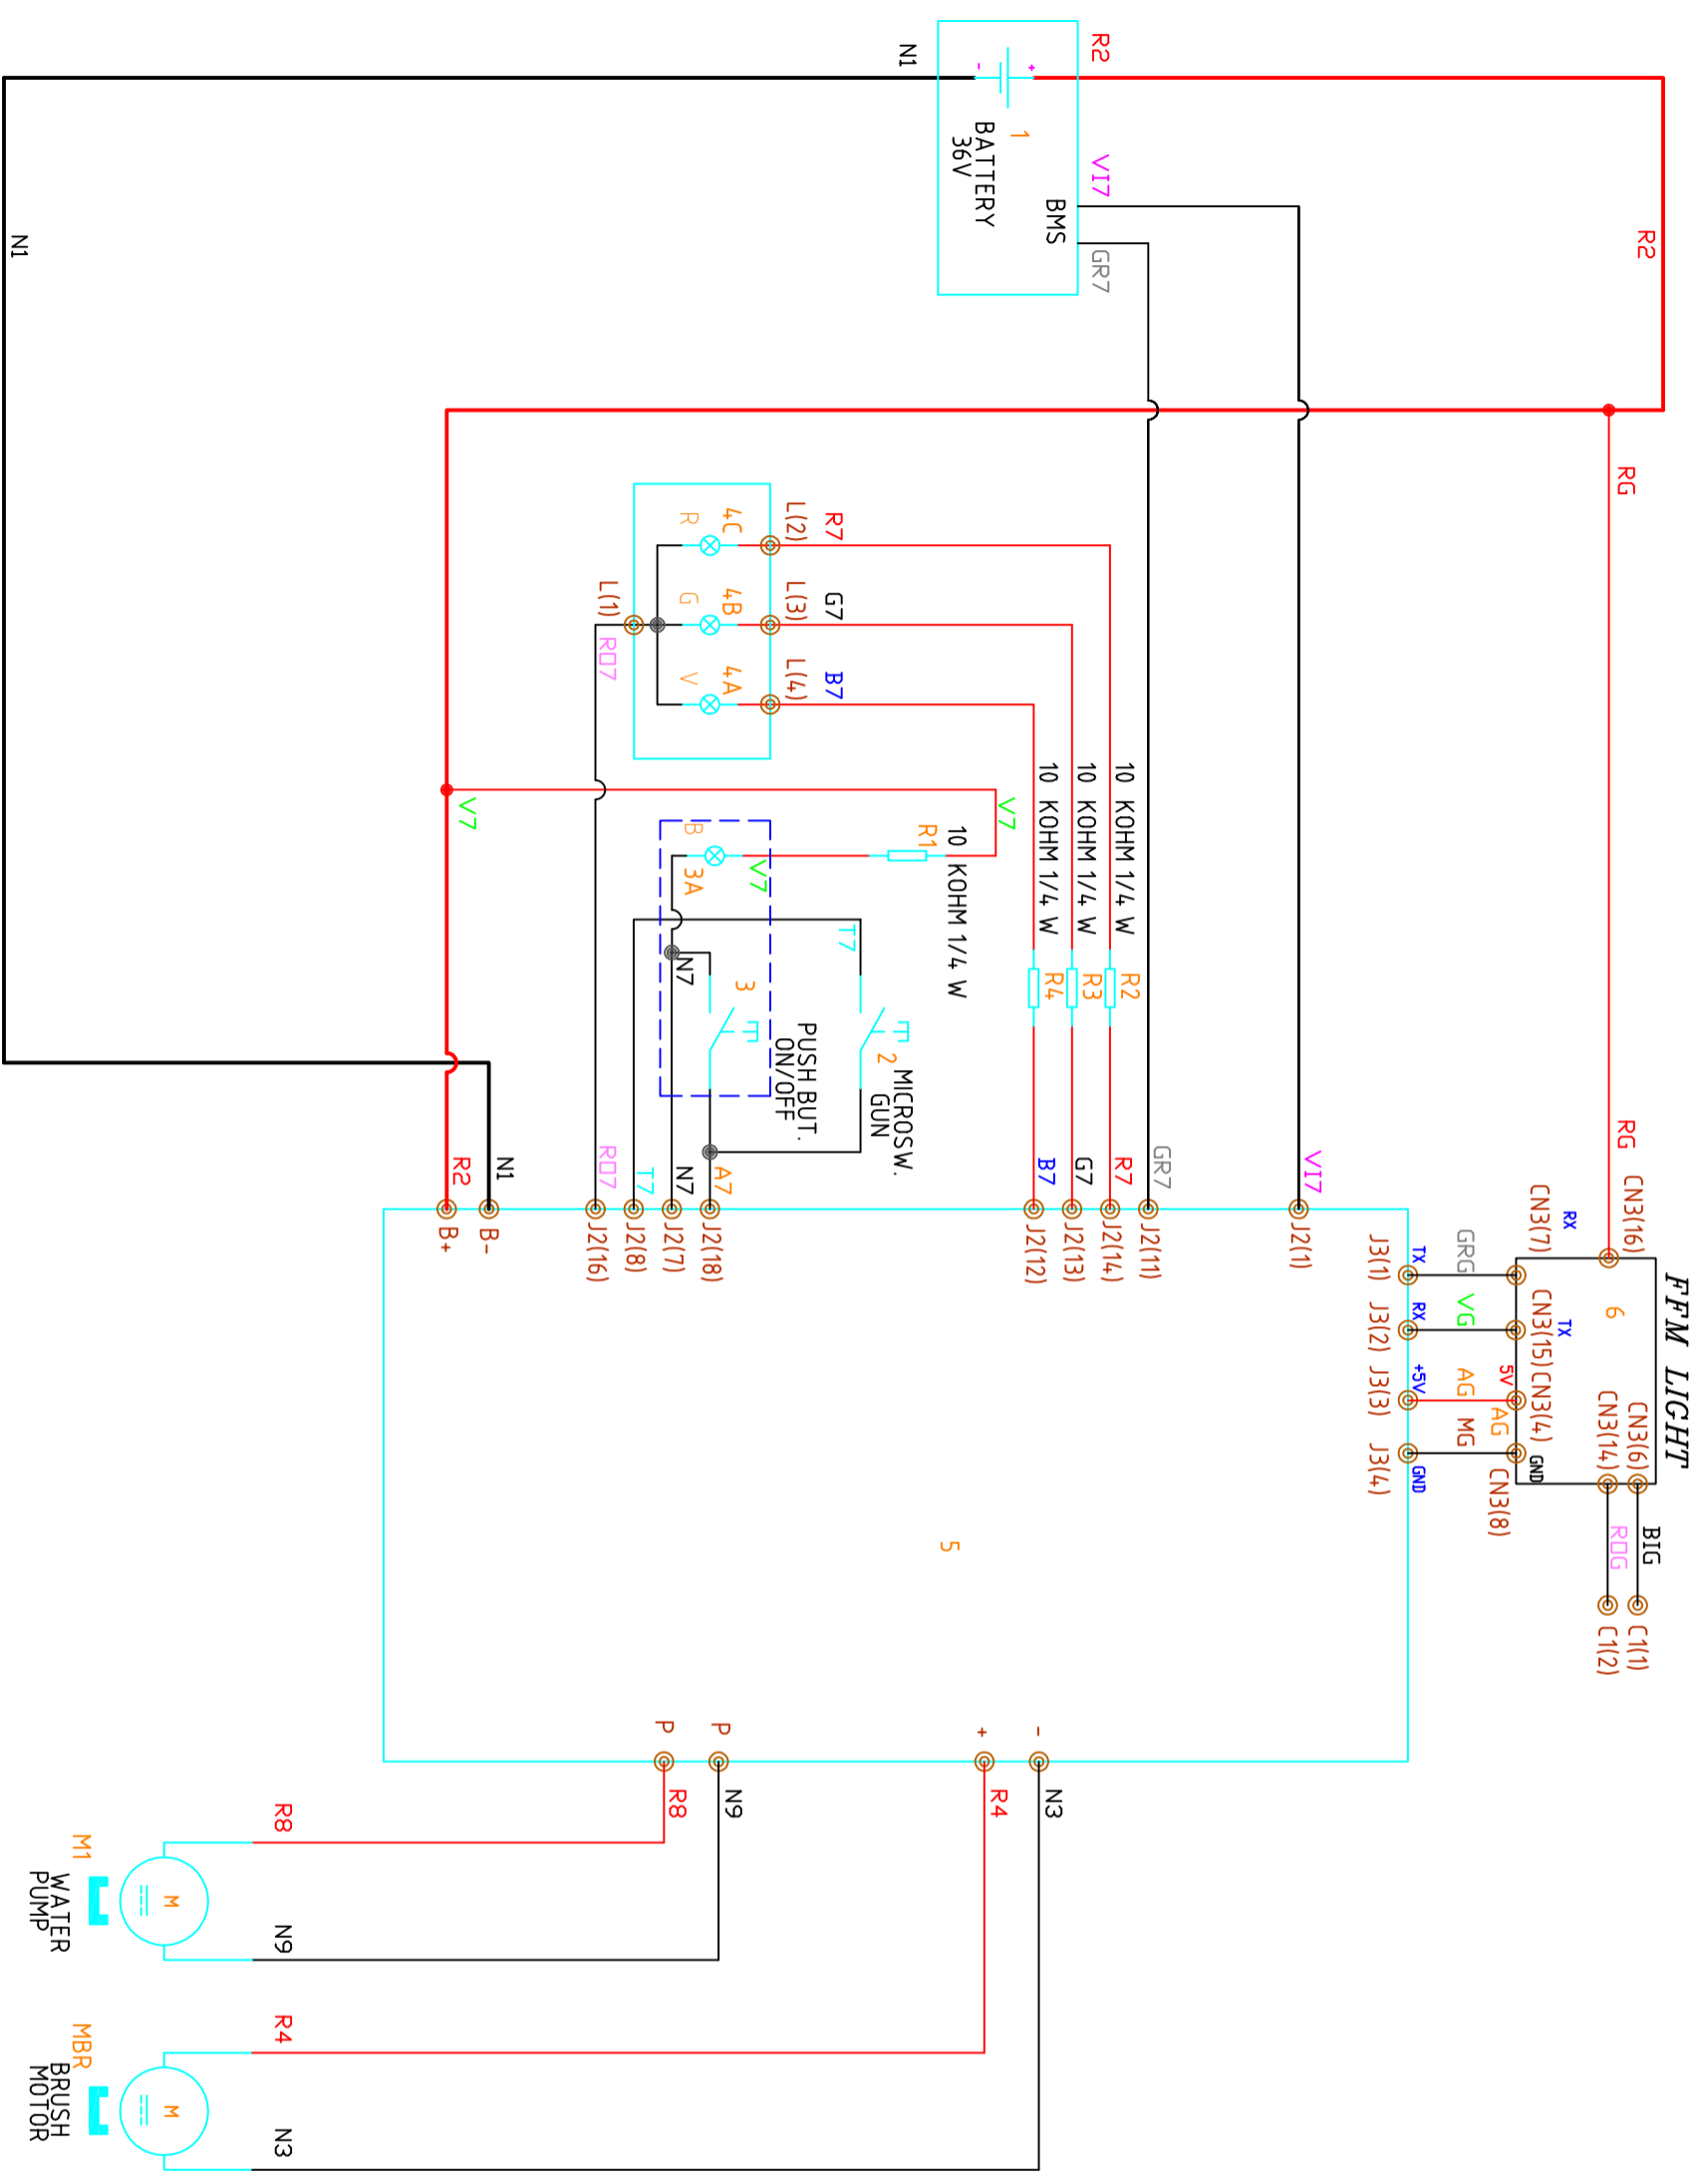 FFM LIGHT
R2
RG
RG
CN3(16)
6
CN3(6)
CN3(14)
BIG
ROG
C1(1)
C1(2)
RX
CN3(7)
TX
CN3(15)
CN3(4)
5V
AG
GND
CN3(8)
GRG
VG
AG
MG
TX
RX
+5V
GND
J3(1)
J3(2)
J3(3)
J3(4)
R2
VI7
GR7
VI7
J2(1)
BMS
1
BATTERY
36V
+
-
N1
GR7
J2(11)
10 KOHM 1/4 W
R2
R7
J2(14)
10 KOHM 1/4 W
R3
G7
J2(13)
10 KOHM 1/4 W
R4
B7
J2(12)
V7
10 KOHM 1/4 W
R1
5
-
N3
+
R4
MICROSW.
GUN
2
T7
R7
G7
B7
L(2)
L(3)
L(4)
4C
4B
4A
R
G
V
L(1)
RO7
PUSH BUT.
ON/OFF
V7
3
B
3A
N7
A7
J2(18)
N7
J2(7)
T7
J2(8)
RO7
J2(16)
P
N9
P
R8
N1
B-
V7
R2
B+
R8
N9
R4
N3
M
M
M1
WATER
PUMP
MBR
BRUSH
MOTOR
N1